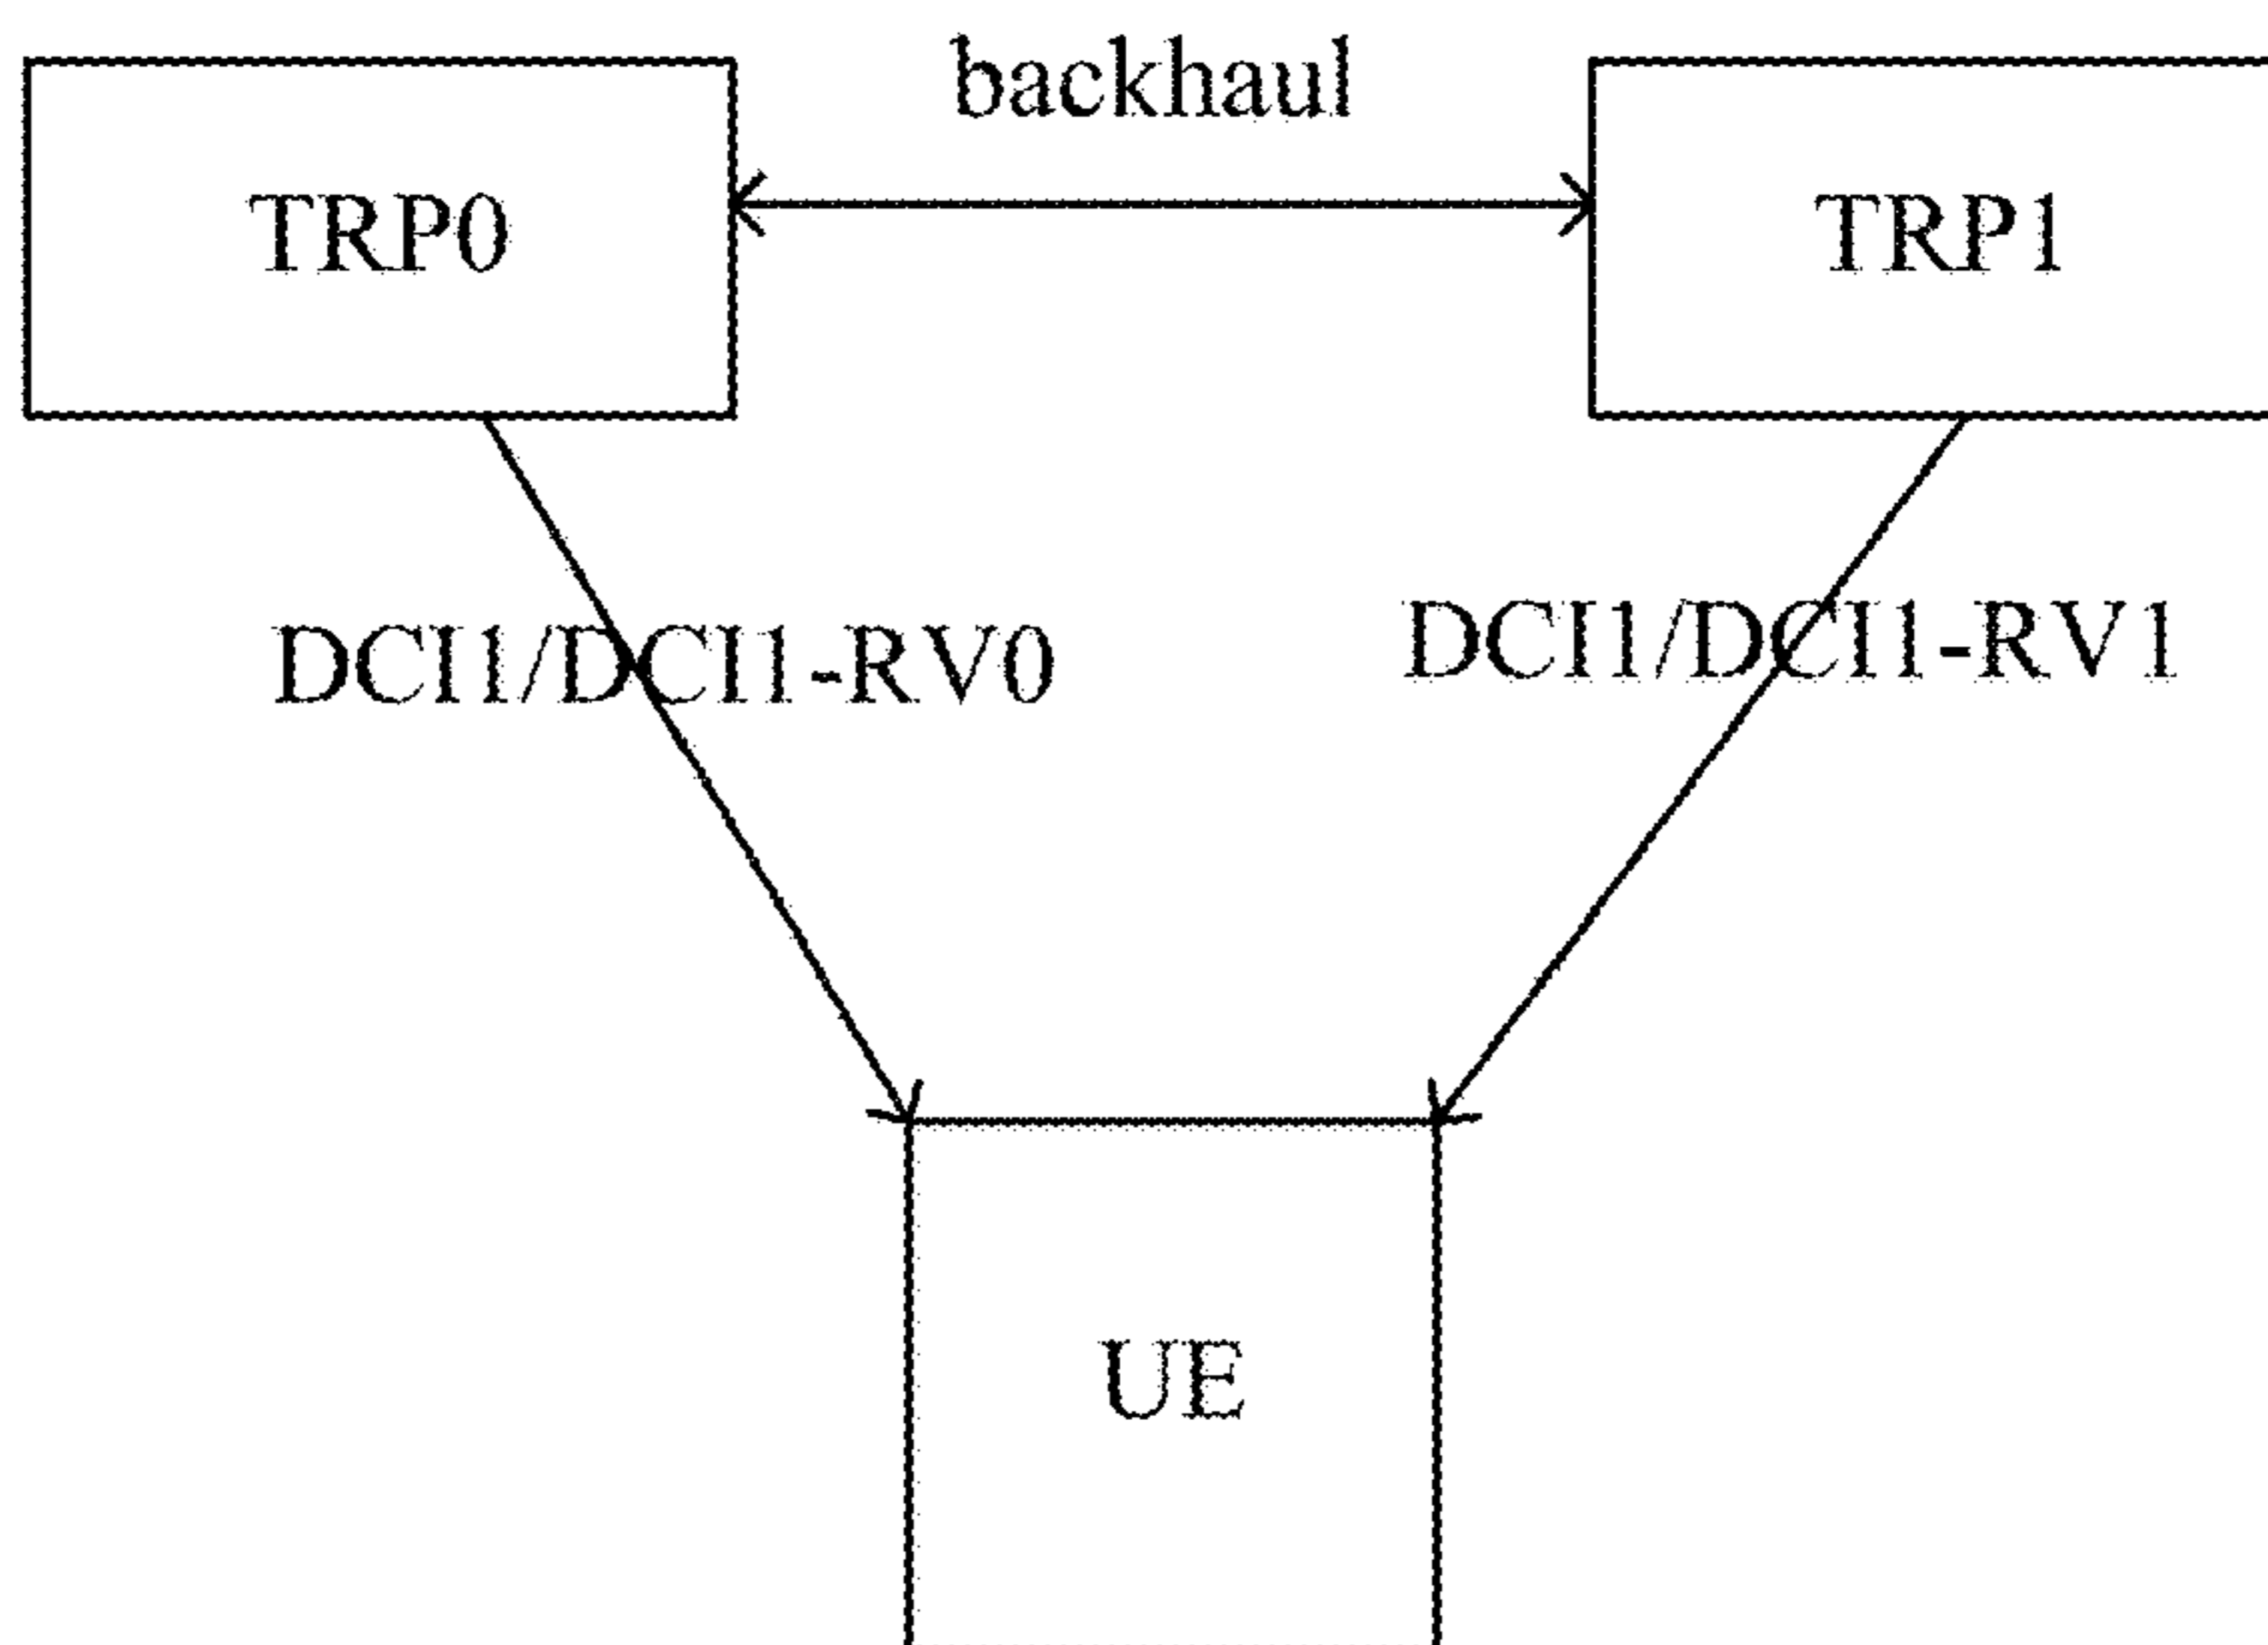 backhaul
TRP0
TRP1
DCI1/DCI1-RV0
DCI1/DCI1-RV1
UE